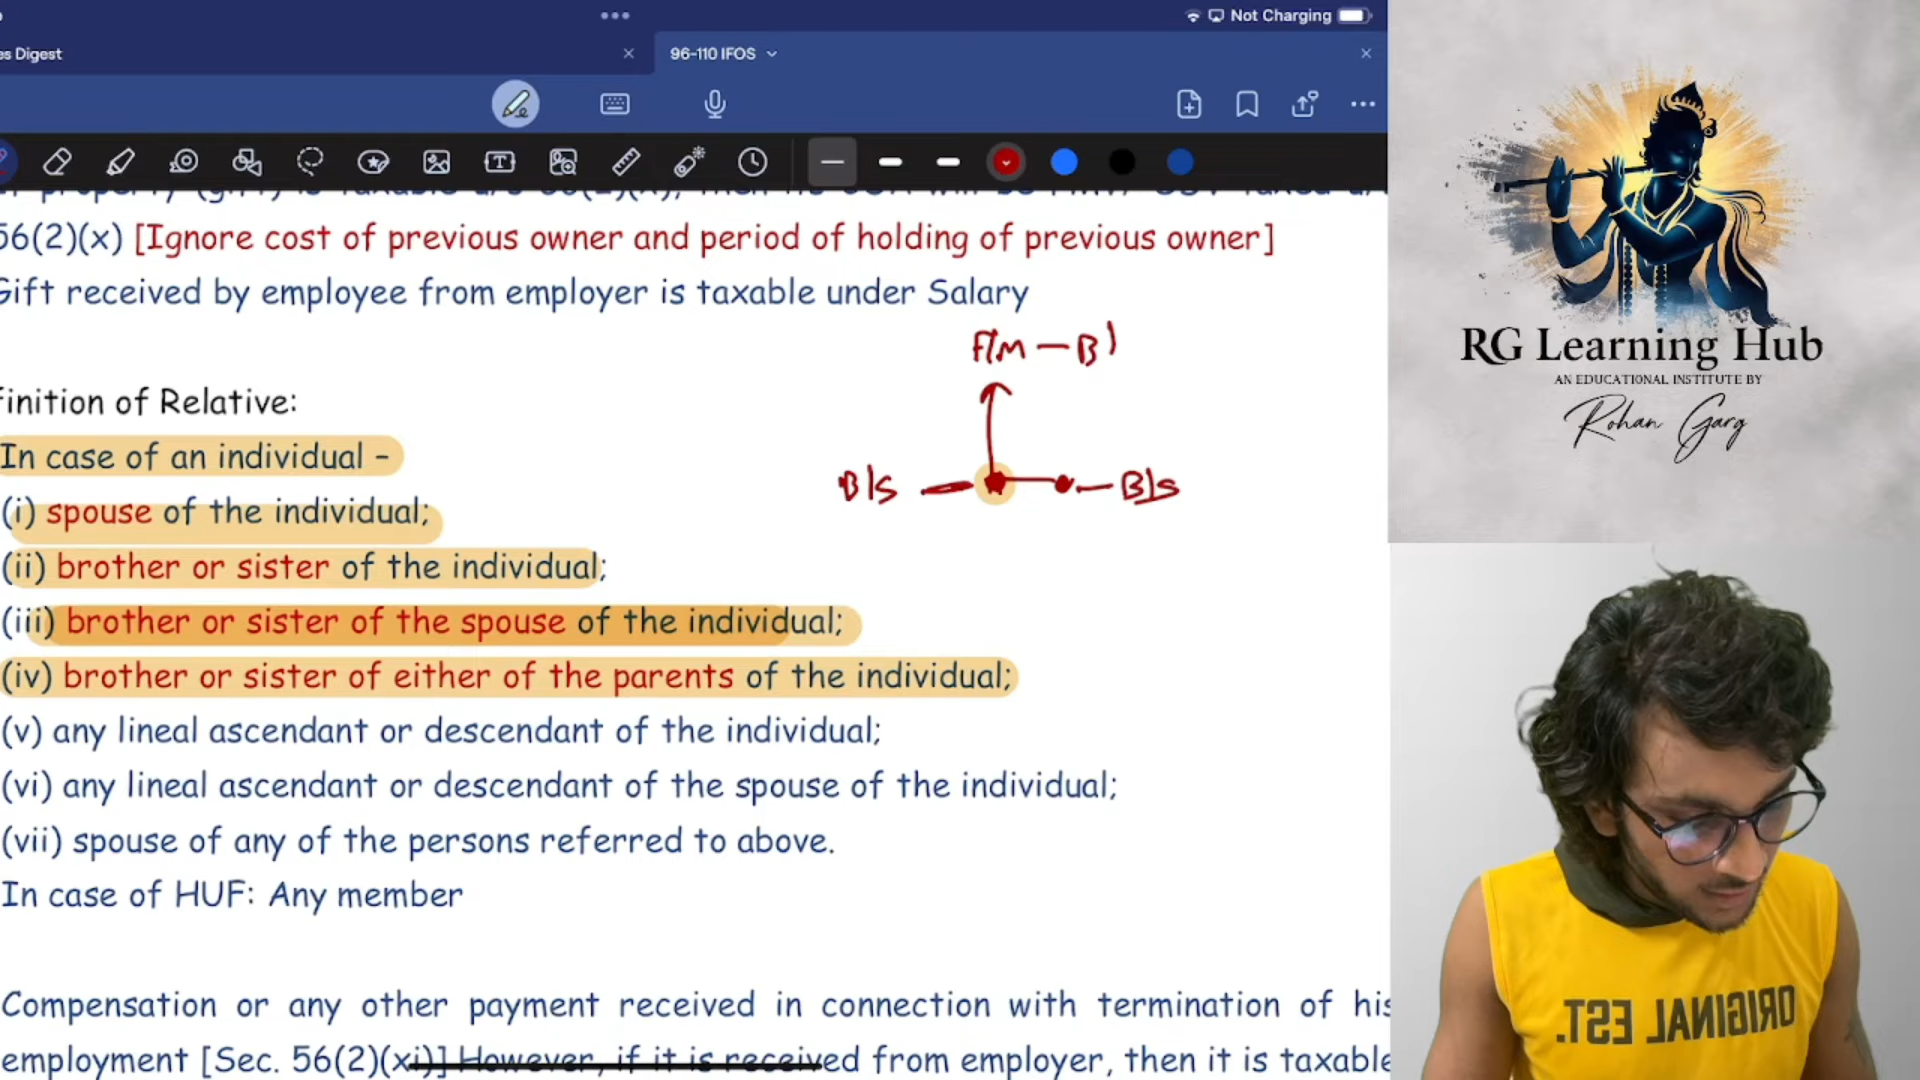 Not Charging
es Digest
96-110 IFOS
56(2)(x) [Ignore cost of previous owner and period of holding of previous owner]
Gift received by employee from employer is taxable under Salary
F/M — B/
B/S
B/S
finition of Relative:
In case of an individual –
(i) spouse of the individual;
(ii) brother or sister of the individual;
(iii) brother or sister of the spouse of the individual;
(iv) brother or sister of either of the parents of the individual;
(v) any lineal ascendant or descendant of the individual;
(vi) any lineal ascendant or descendant of the spouse of the individual;
(vii) spouse of any of the persons referred to above.
In case of HUF: Any member
Compensation or any other payment received in connection with termination of his
employment [Sec. 56(2)(xi)] However, if it is received from employer, then it is taxable
RG Learning Hub
AN EDUCATIONAL INSTITUTE BY
Rohan Garg
ORIGINAL EST.